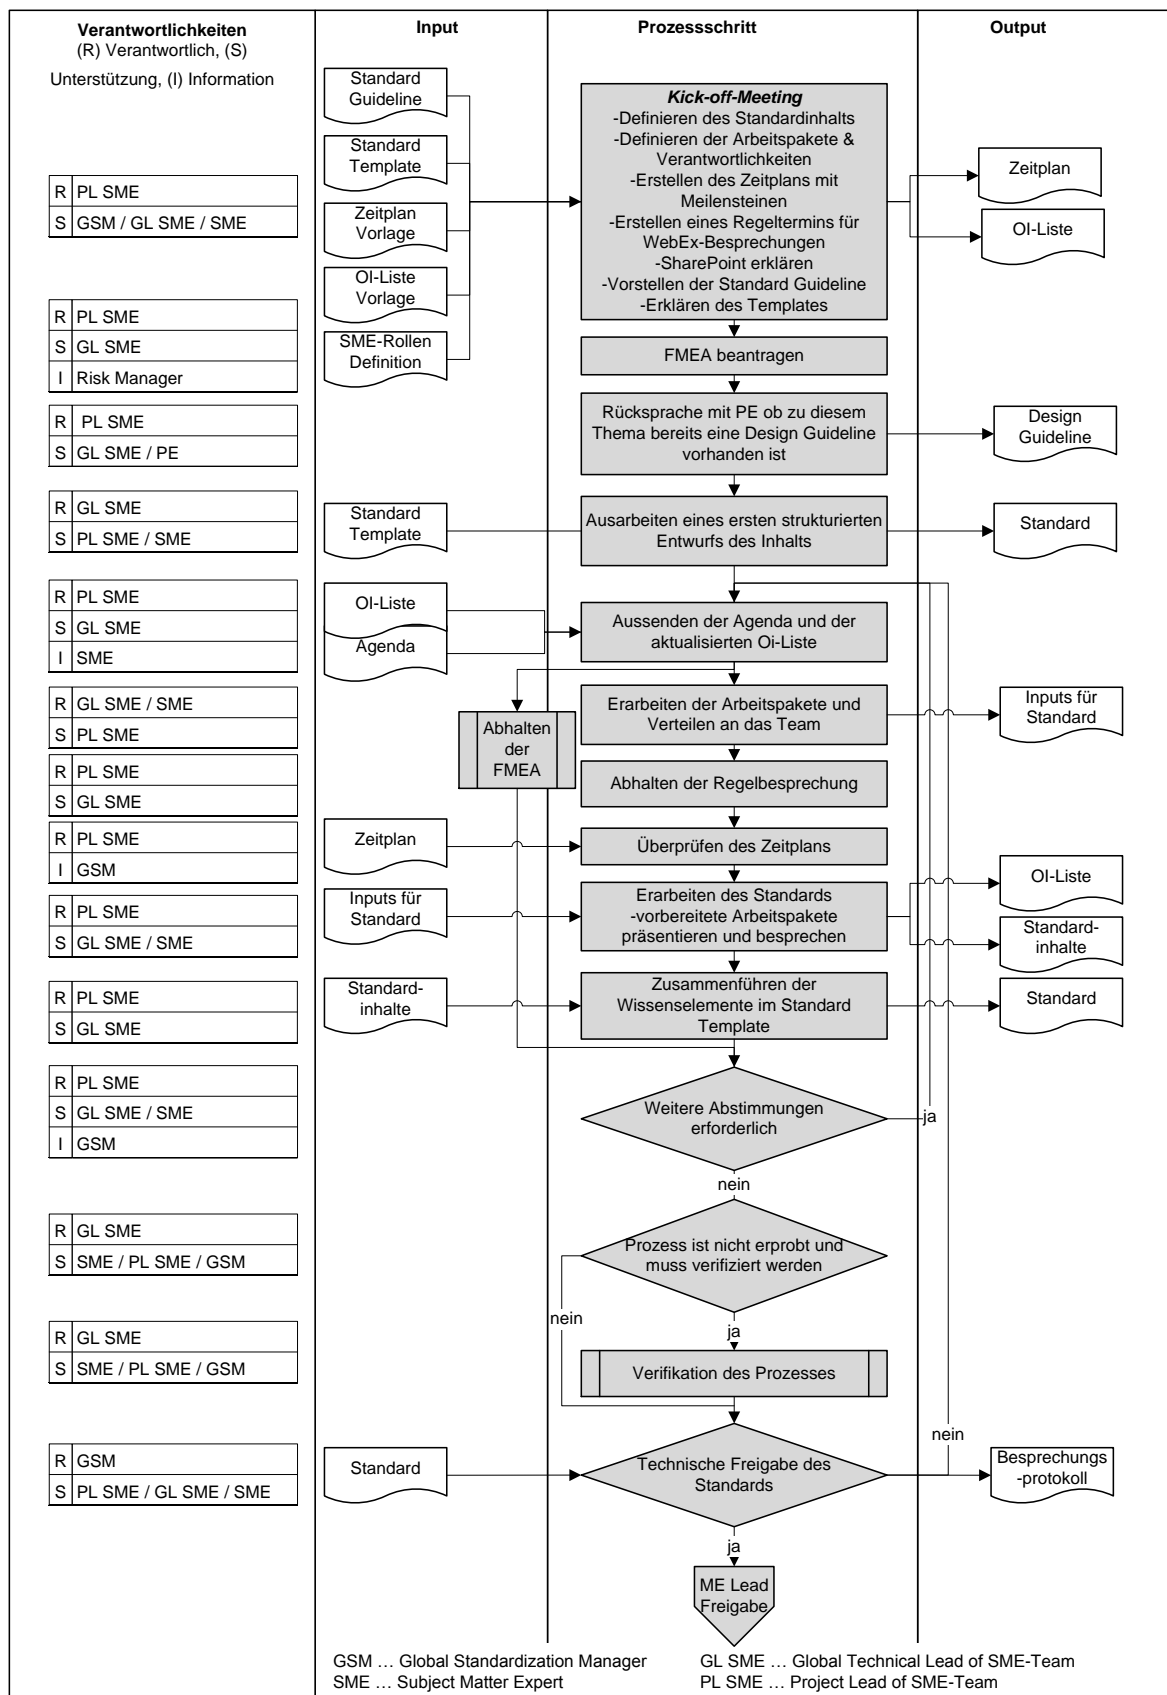 Verantwortlichkeiten
(R) Verantwortlich, (S)
Unterstützung, (I) Information
Input
Prozessschritt
Output
Standard
Guideline
Standard
Template
Zeitplan
Vorlage
OI-Liste
Vorlage
SME-Rollen
Definition
R PL SME
S GSM / GL SME / SME
Kick-off-Meeting
-Definieren des Standardinhalts
-Definieren der Arbeitspakete &
Verantwortlichkeiten
-Erstellen des Zeitplans mit
Meilensteinen
-Erstellen eines Regeltermins für
WebEx-Besprechungen
-SharePoint erklären
-Vorstellen der Standard Guideline
-Erklären des Templates
Zeitplan
OI-Liste
R PL SME
S GL SME
I Risk Manager
FMEA beantragen
R PL SME
S GL SME / PE
Rücksprache mit PE ob zu diesem
Thema bereits eine Design Guideline
vorhanden ist
Design
Guideline
R GL SME
S PL SME / SME
Standard
Template
Ausarbeiten eines ersten strukturierten
Entwurfs des Inhalts
Standard
R PL SME
S GL SME
I SME
OI-Liste
Agenda
Aussenden der Agenda und der
aktualisierten Oi-Liste
R GL SME / SME
S PL SME
Abhalten
der
FMEA
Erarbeiten der Arbeitspakete und
Verteilen an das Team
Inputs für
Standard
R PL SME
S GL SME
Abhalten der Regelbesprechung
R PL SME
I GSM
Zeitplan
Überprüfen des Zeitplans
R PL SME
S GL SME / SME
Inputs für
Standard
Erarbeiten des Standards
-vorbereitete Arbeitspakete
präsentieren und besprechen
OI-Liste
Standard-
inhalte
R PL SME
S GL SME
Standard-
inhalte
Zusammenführen der
Wissenselemente im Standard
Template
Standard
R PL SME
S GL SME / SME
I GSM
Weitere Abstimmungen
erforderlich
ja
nein
R GL SME
S SME / PL SME / GSM
Prozess ist nicht erprobt und
muss verifiziert werden
nein
ja
R GL SME
S SME / PL SME / GSM
Verifikation des Prozesses
R GSM
S PL SME / GL SME / SME
Standard
Technische Freigabe des
Standards
nein
Besprechungs
-protokoll
ja
ME Lead
Freigabe
GSM … Global Standardization Manager
SME … Subject Matter Expert
GL SME … Global Technical Lead of SME-Team
PL SME … Project Lead of SME-Team